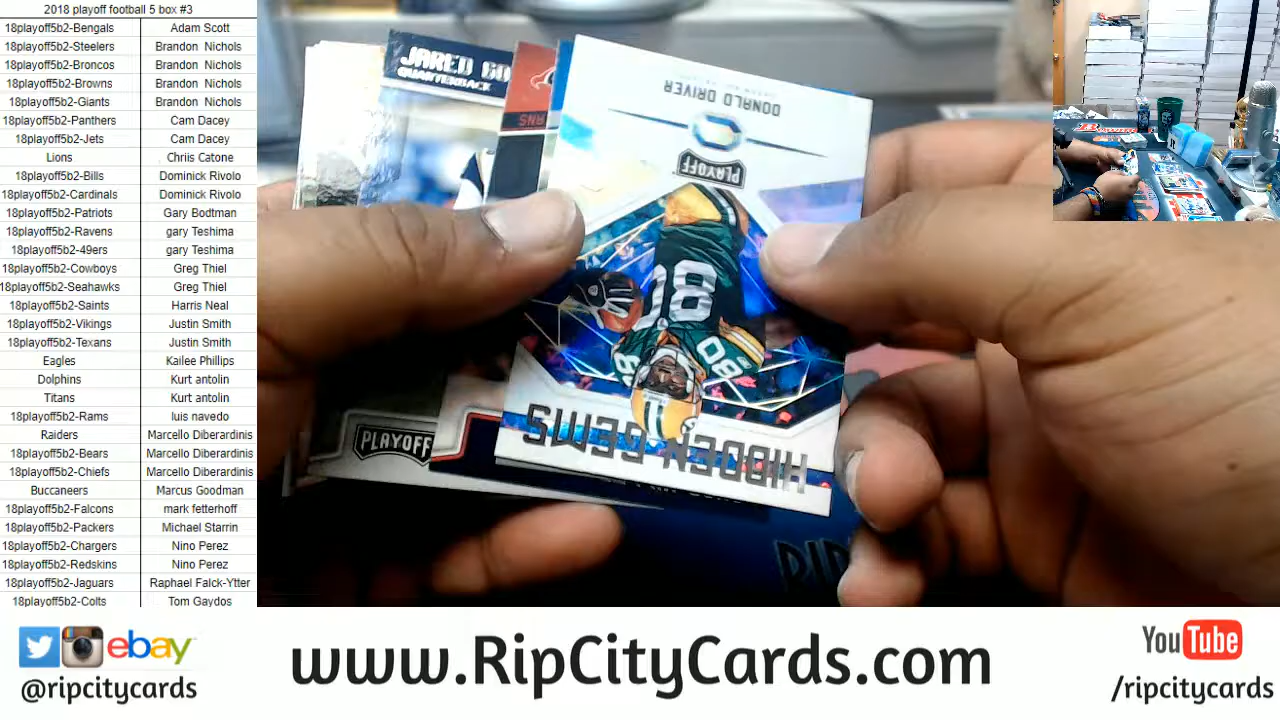 2018 playoff football 5 box #3
18playoff5b2-Bengals Adam Scott
18playoff5b2-Steelers Brandon Nichols
18playoff5b2-Broncos Brandon Nichols
18playoff5b2-Browns Brandon Nichols
18playoff5b2-Giants Brandon Nichols
18playoff5b2-Panthers Cam Dacey
18playoff5b2-Jets Cam Dacey
Lions Chriis Catone
18playoff5b2-Bills Dominick Rivolo
18playoff5b2-Cardinals Dominick Rivolo
18playoff5b2-Patriots Gary Bodtman
18playoff5b2-Ravens gary Teshima
18playoff5b2-49ers gary Teshima
18playoff5b2-Cowboys Greg Thiel
18playoff5b2-Seahawks Greg Thiel
18playoff5b2-Saints Harris Neal
18playoff5b2-Vikings Justin Smith
18playoff5b2-Texans Justin Smith
Eagles Kailee Phillips
Dolphins Kurt antolin
Titans Kurt antolin
18playoff5b2-Rams luis navedo
Raiders Marcello Diberardinis
18playoff5b2-Bears Marcello Diberardinis
18playoff5b2-Chiefs Marcello Diberardinis
Buccaneers Marcus Goodman
18playoff5b2-Falcons mark fetterhoff
18playoff5b2-Packers Michael Starrin
18playoff5b2-Chargers Nino Perez
18playoff5b2-Redskins Nino Perez
18playoff5b2-Jaguars Raphael Falck-Ytter
18playoff5b2-Colts Tom Gaydos
JARED GO
QUARTERBACK
DONALD DRIVER
PLAYOFF
80
80
HIDDEN GEMS
PLAYOFF
RIP
ebay
@ripcitycards
www.RipCityCards.com
YouTube
/ripcitycards